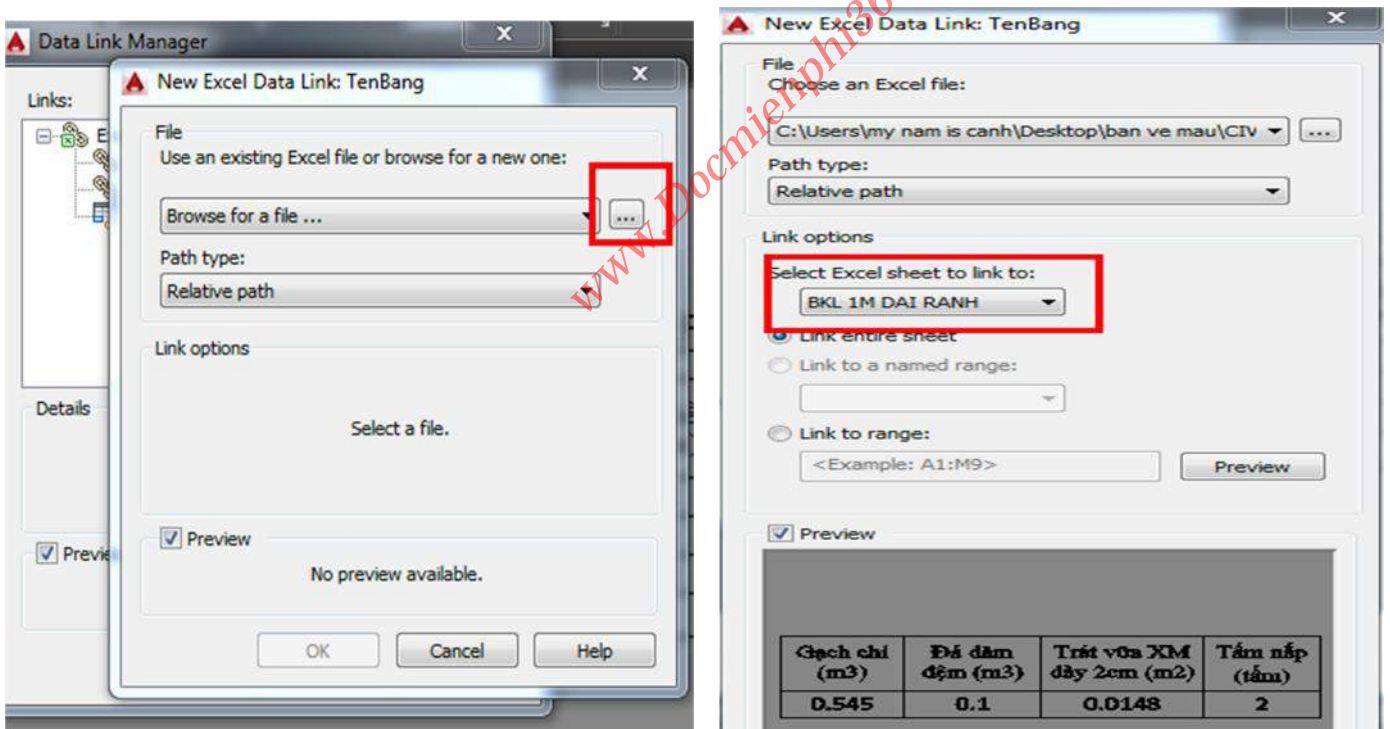 Data Link Manager
Links:
E
Details
Previe
New Excel Data Link: TenBang
File
Use an existing Excel file or browse for a new one:
Browse for a file ...
...
Path type:
Relative path
Link options
Select a file.
Preview
No preview available.
OK
Cancel
Help
New Excel Data Link: TenBang
File
Choose an Excel file:
C:\Users\my nam is canh\Desktop\ban ve mau\CIV
...
Path type:
Relative path
Link options
Select Excel sheet to link to:
BKL 1M DAI RANH
Link entire sheet
Link to a named range:
Link to range:
<Example: A1:M9>
Preview
Preview
Gạch chỉ (m3) Đá dăm đệm (m3) Trát vữa XM dày 2cm (m2) Tấm nắp (tấm)
0.545 0.1 0.0148 2
www.Docmienphi36